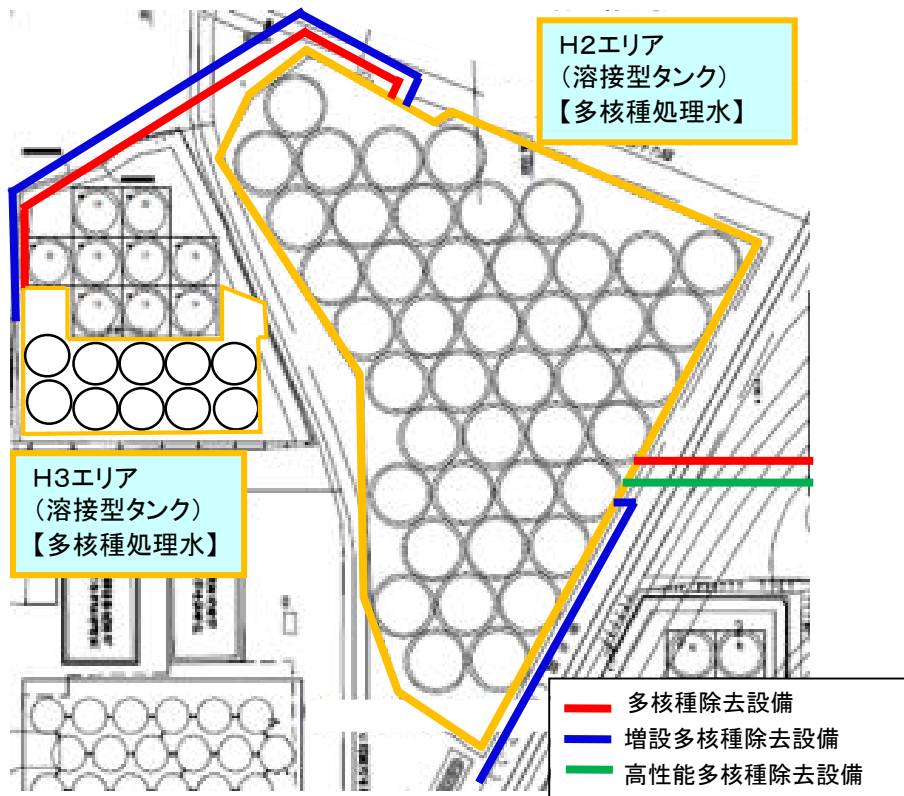 H2エリア
(溶接型タンク)
【多核種処理水】
H3エリア
(溶接型タンク)
【多核種処理水】
多核種除去設備
増設多核種除去設備
高性能多核種除去設備